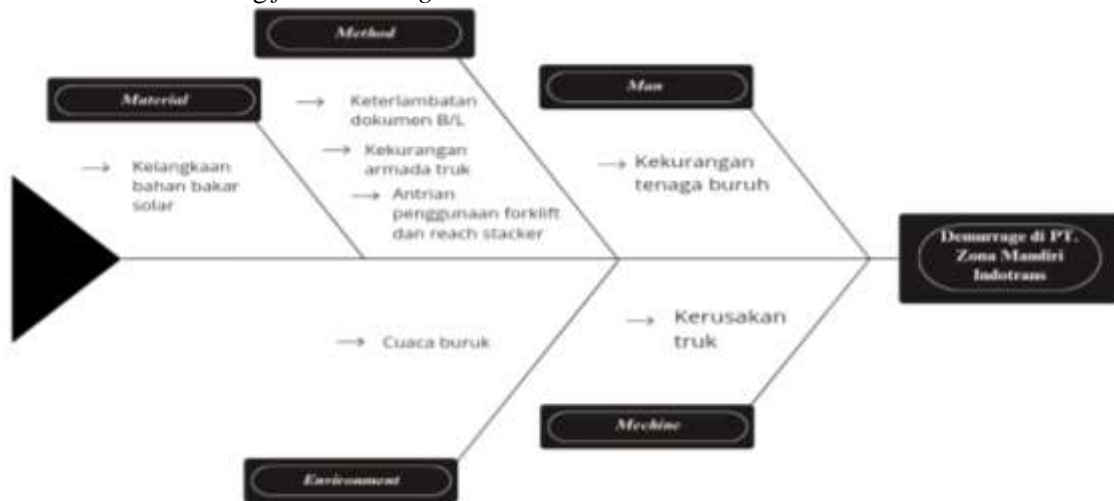 Method
Material
Man
→ Keterlambatan
dokumen B/L
→ Kekurangan
armada truk
→ Antrian
penggunaan forklift
dan reach stacker
→ Kelangkaan
bahan bakar
solar
→ Kekurangan
tenaga buruh
Demurrage di PT.
Zona Mandiri
Indotrans
→ Cuaca buruk
→ Kerusakan
truk
Mechine
Environment